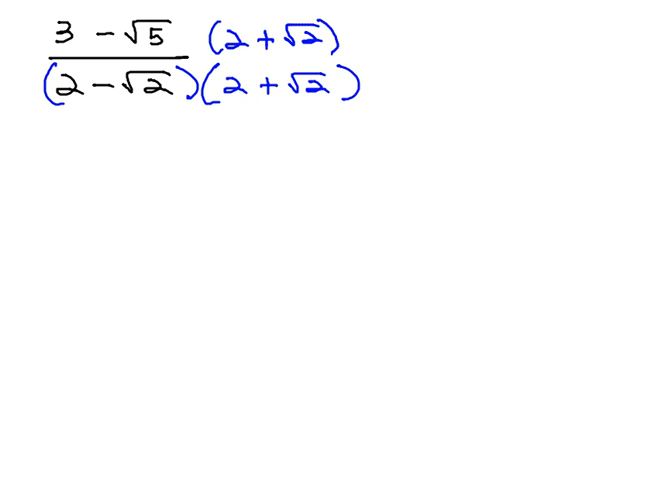 3 - √5 (2 + √2)
(2 - √2)(2 + √2)